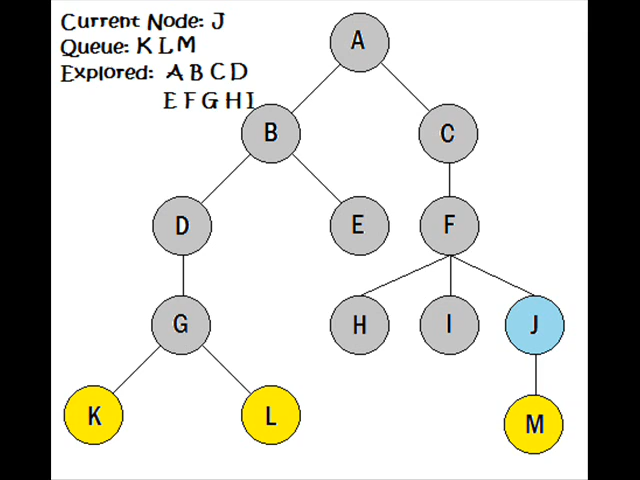 Current Node: J
Queue: K L M
Explored: A B C D
E F G H I
A
B
C
D
E
F
G
H
I
J
K
L
M